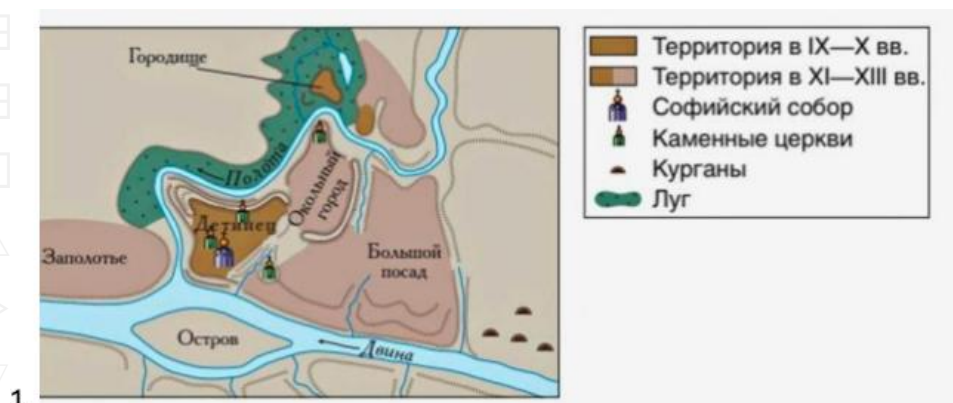 Городище
Полота
Окольный
город
Детинец
Заполотье
Большой
посад
Остров
Двина
Территория в IX—X вв.
Территория в XI—XIII вв.
Софийский собор
Каменные церкви
Курганы
Луг
1